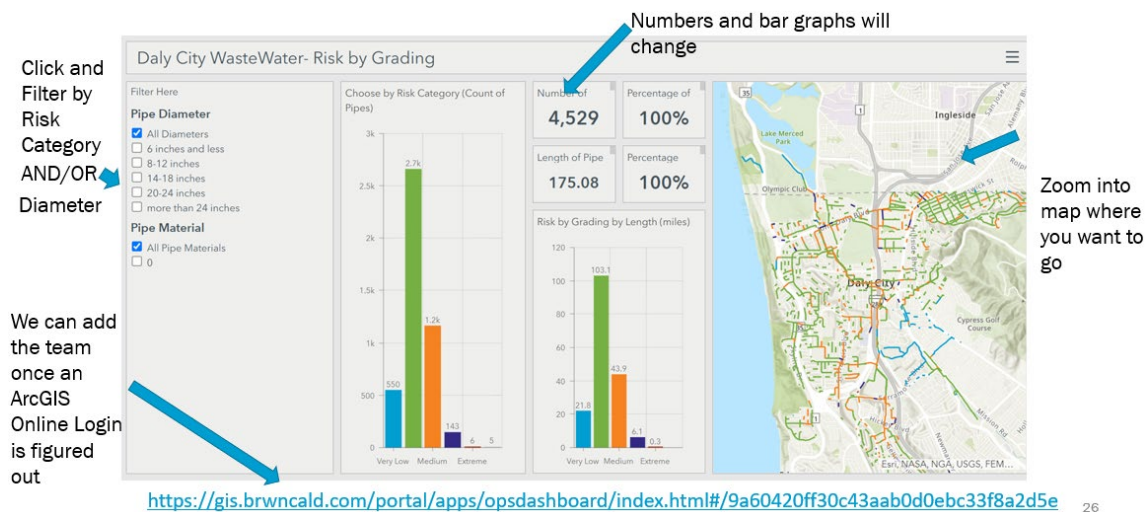 Numbers and bar graphs will
change
Click and
Filter by
Risk
Category
AND/OR
Diameter
Daly City WasteWater- Risk by Grading
Filter Here
Pipe Diameter
All Diameters
6 inches and less
8-12 inches
14-18 inches
20-24 inches
more than 24 inches
Pipe Material
All Pipe Materials
0
Choose by Risk Category (Count of
Pipes)
3k
2.5k
2k
1.5k
1k
500
0
550
2.7k
1.2k
143
6
5
Very Low Medium Extreme
Number of
4,529
Percentage of
100%
Length of Pipe
175.08
Percentage
100%
Risk by Grading by Length (miles)
120
100
80
60
40
20
0
21.8
103.1
43.9
6.1
0.3
Very Low Medium Extreme
35
Ingleside
Lake Merced
Park
Olympic Club
Daly City
Cypress Golf
Course
Mission Rd
1
Esri, NASA, NGA, USGS, FEM...
Zoom into
map where
you want to
go
We can add
the team
once an
ArcGIS
Online Login
is figured
out
https://gis.brwncald.com/portal/apps/opsdashboard/index.html#/9a60420ff30c43aab0d0ebc33f8a2d5e
26